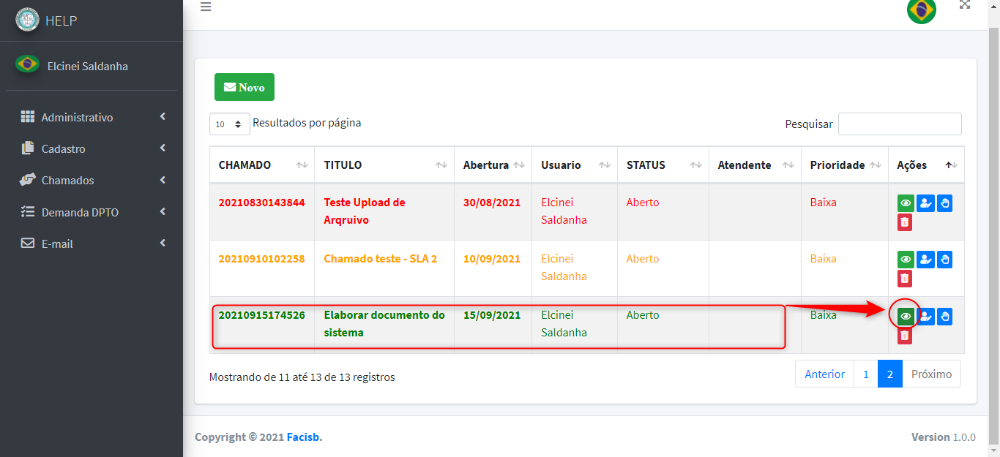 HELP
Elcinei Saldanha
Administrativo
Cadastro
Chamados
Demanda DPTO
E-mail
Novo
10 Resultados por página
Pesquisar
CHAMADO TITULO Abertura Usuario STATUS Atendente Prioridade Ações
20210830143844 Teste Upload de 30/08/2021 Elcinei Aberto Baixa
Arqruivo Saldanha
20210910102258 Chamado teste - SLA 2 10/09/2021 Elcinei Aberto Baixa
Saldanha
20210915174526 Elaborar documento do 15/09/2021 Elcinei Aberto Baixa
sistema Saldanha
Mostrando de 11 até 13 de 13 registros
Anterior 1 2 Próximo
Copyright © 2021 Facisb.
Version 1.0.0